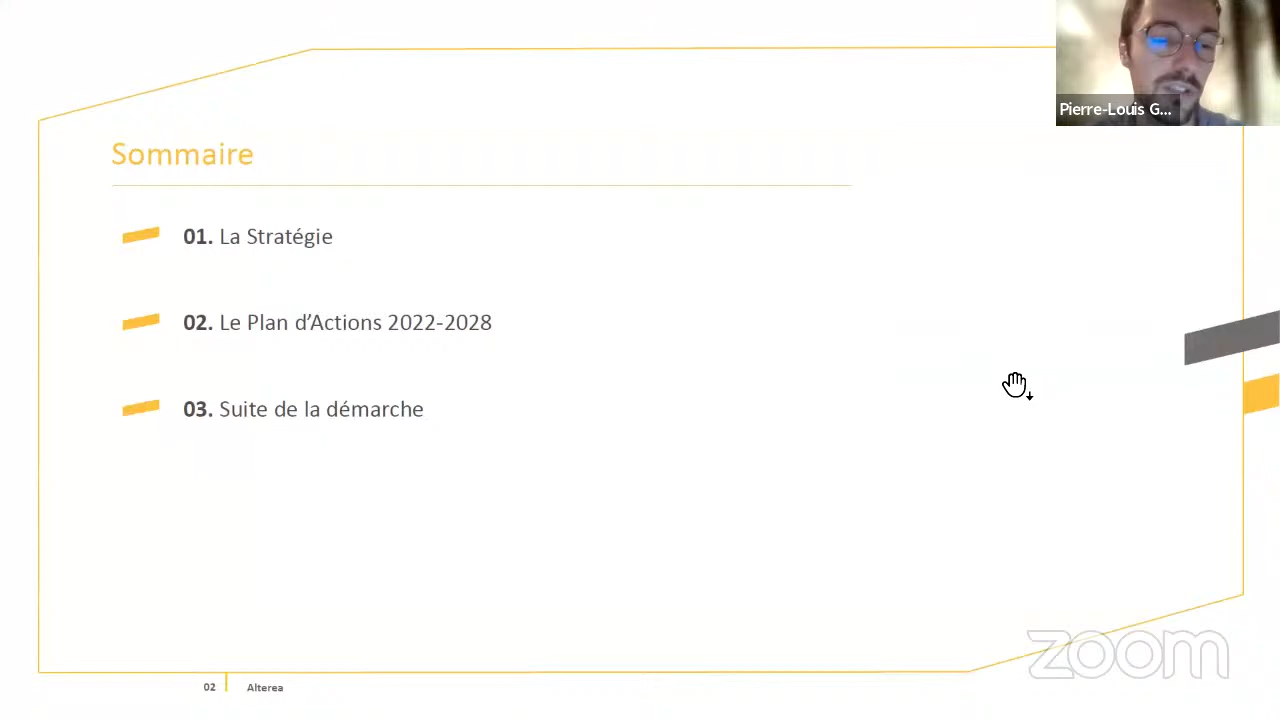 Pierre-Louis G...
Sommaire
01. La Stratégie
02. Le Plan d’Actions 2022-2028
03. Suite de la démarche
zoom
02
Alterea